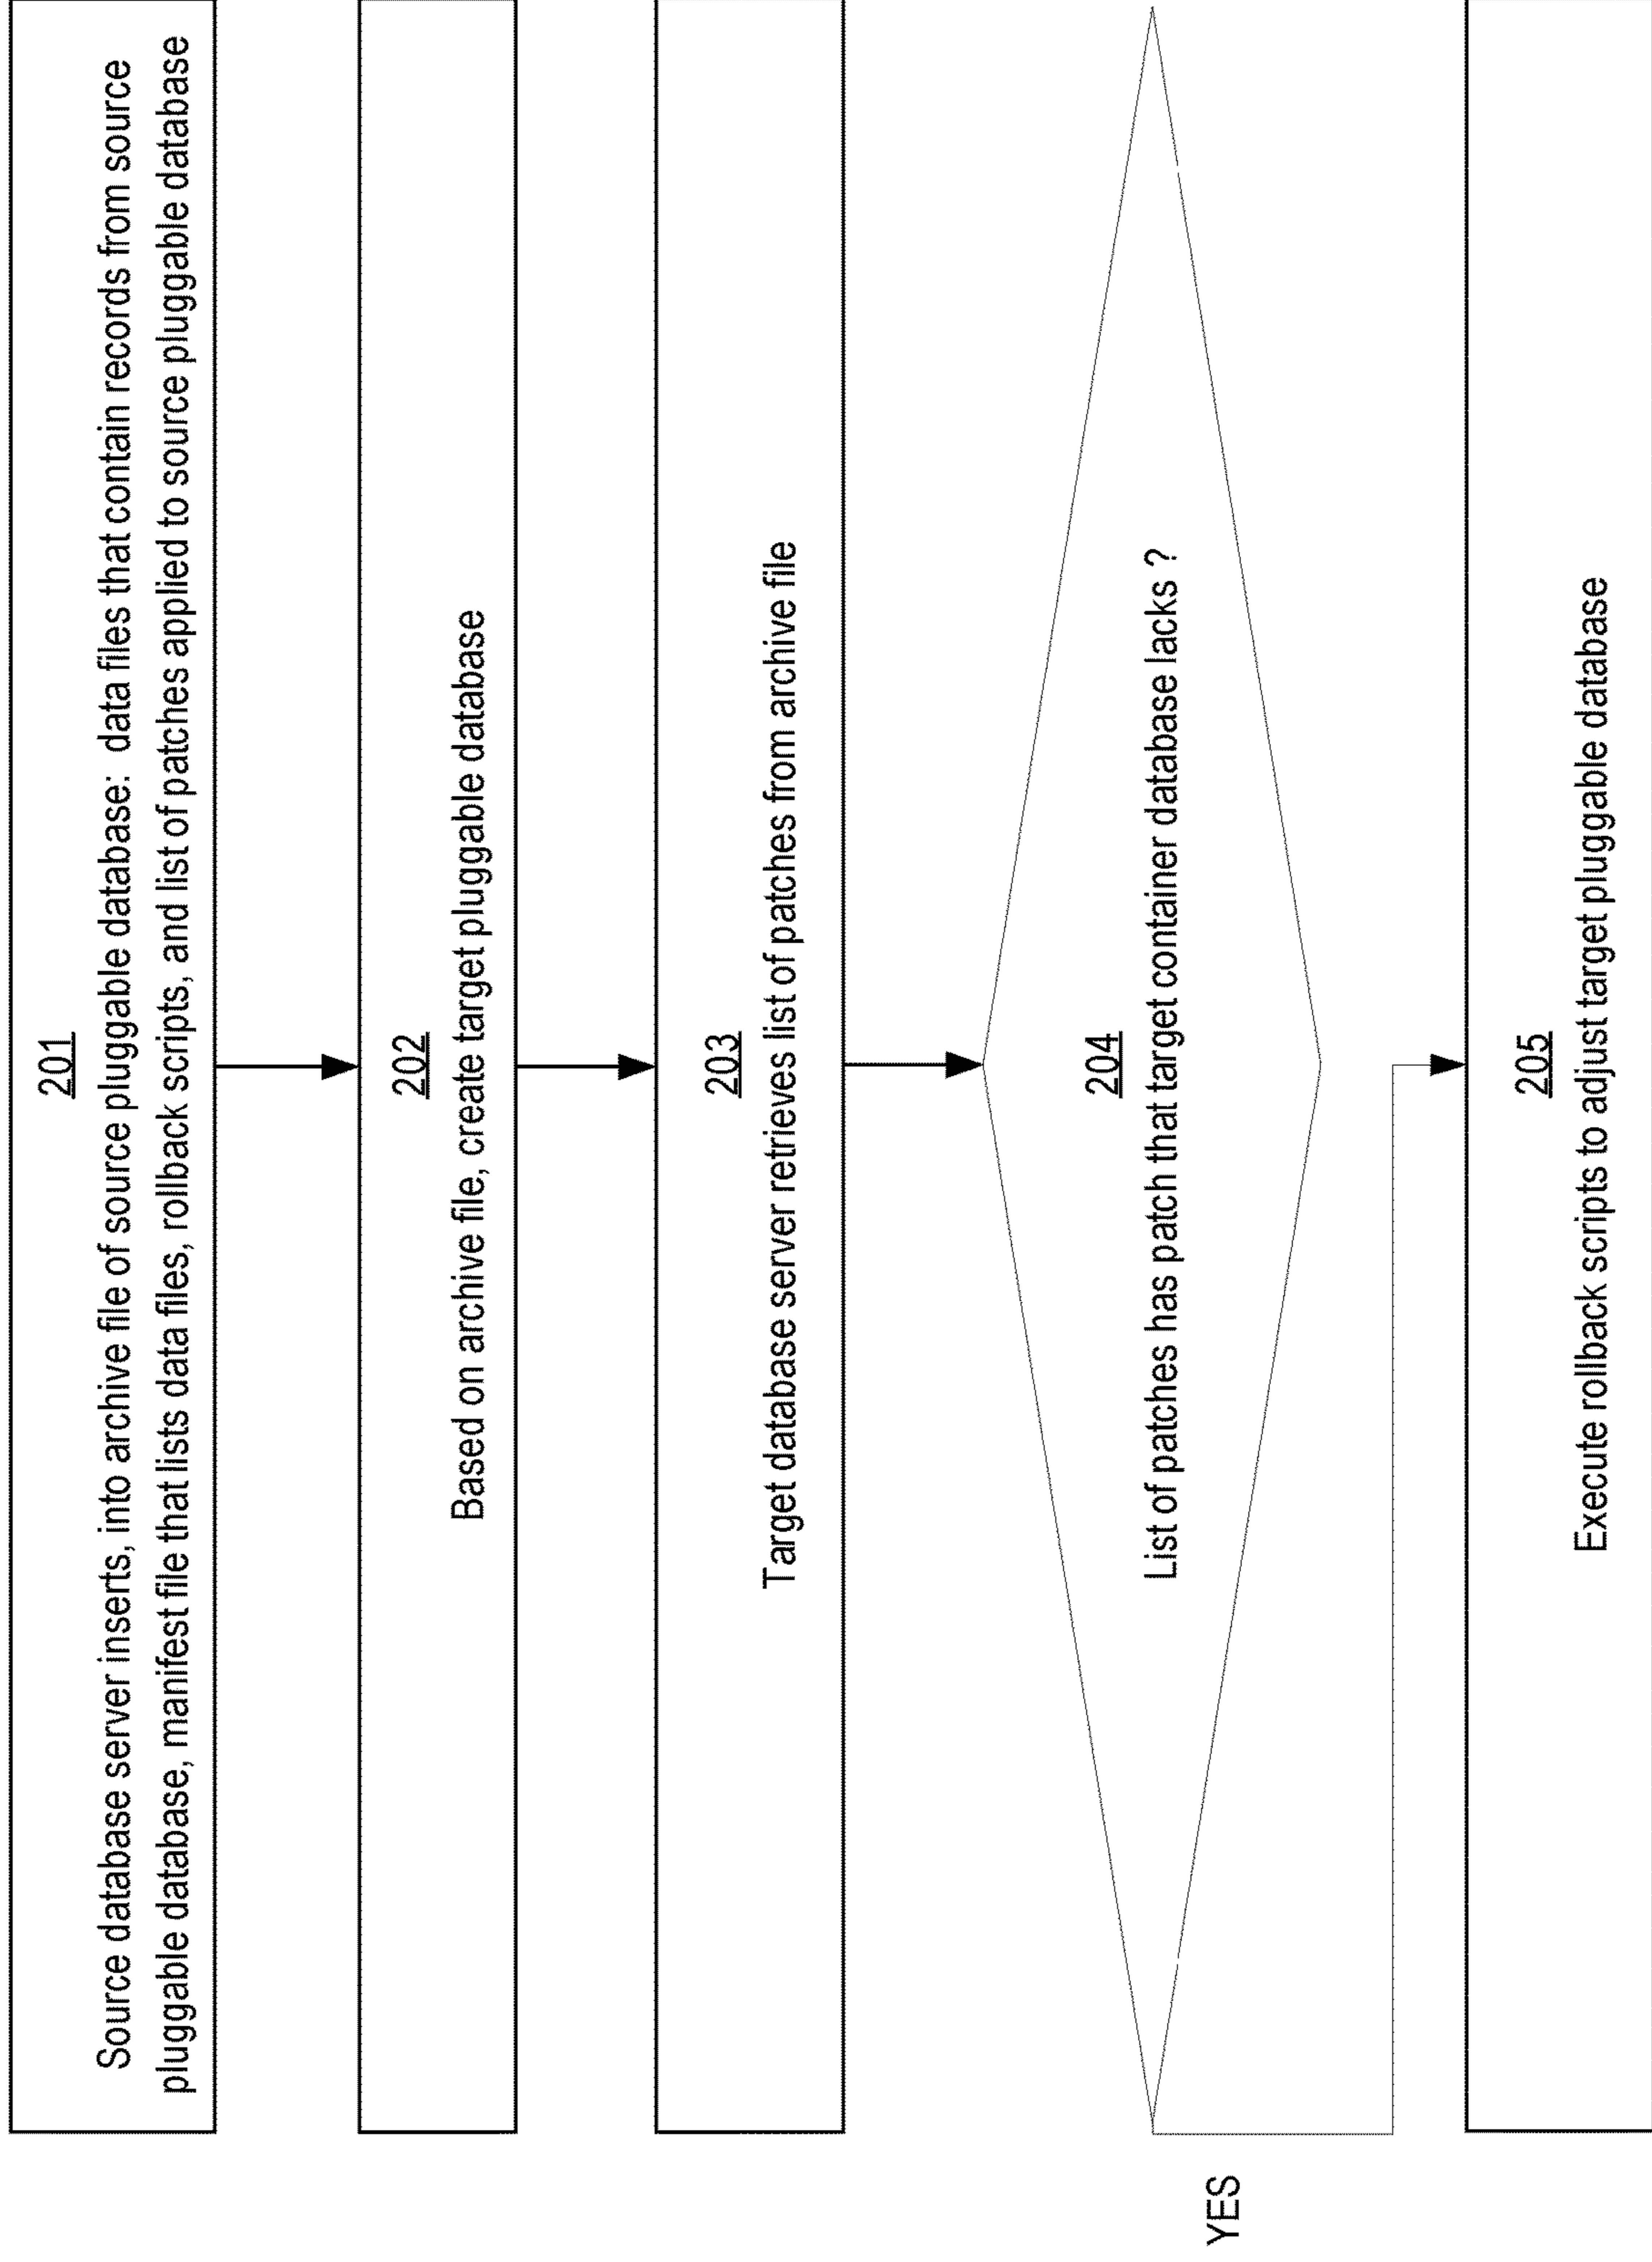 201
Source database server inserts, into archive file of source pluggable database:  data files that contain records from source
pluggable database, manifest file that lists data files, rollback scripts, and list of patches applied to source pluggable database
202
Based on archive file, create target pluggable database
203
Target database server retrieves list of patches from archive file
204
List of patches has patch that target container database lacks ?
YES
205
Execute rollback scripts to adjust target pluggable database